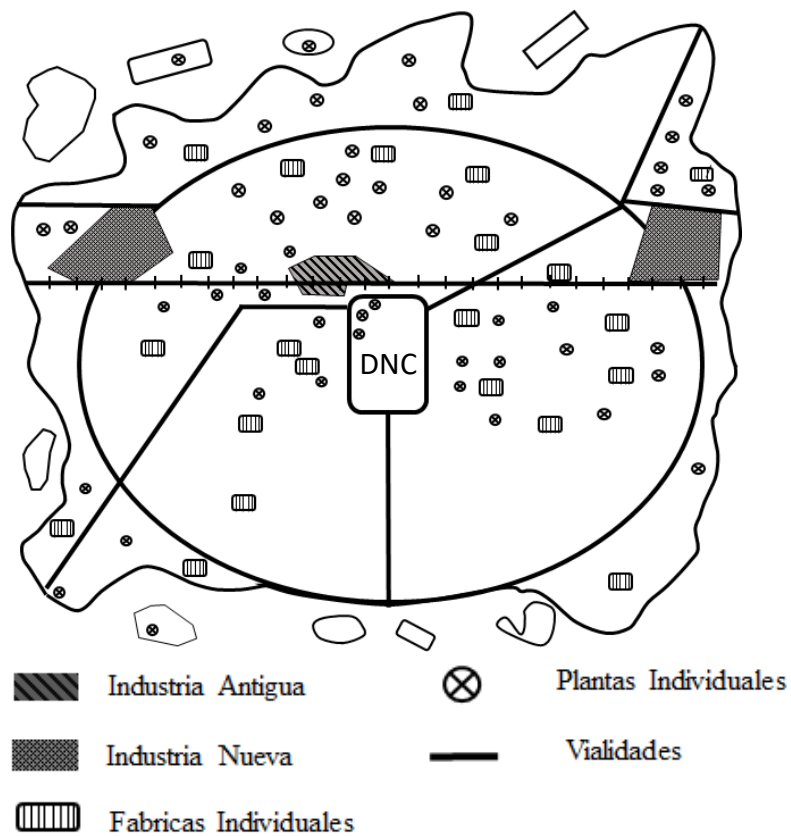 DNC
Industria Antigua
Plantas Individuales
Industria Nueva
Vialidades
Fabricas Individuales